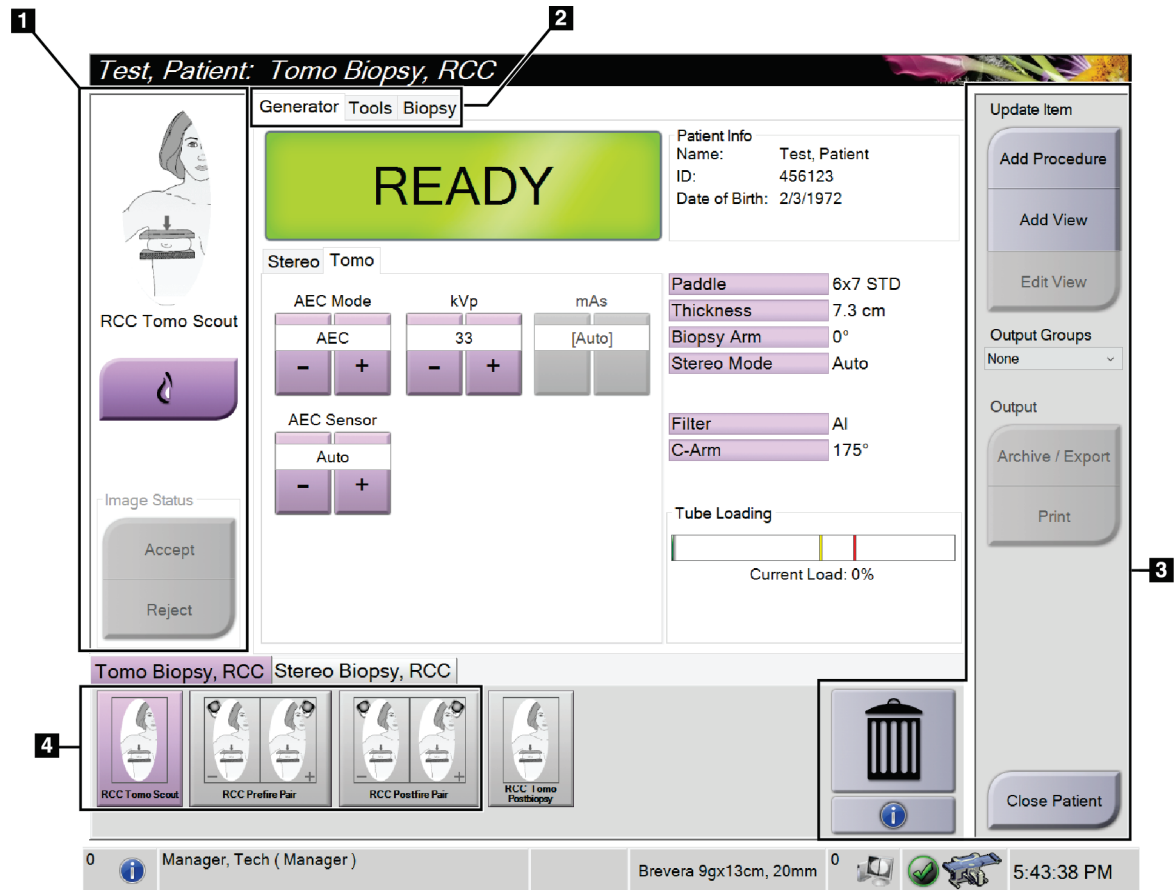 1
2
Test, Patient: Tomo Biopsy, RCC
Generator Tools Biopsy
RCC Tomo Scout
Image Status
Accept
Reject
READY
Patient Info
Name: Test, Patient
ID: 456123
Date of Birth: 2/3/1972
Stereo Tomo
AEC Mode kVp mAs
AEC 33 [Auto]
- + - +
AEC Sensor
Auto
- +
Paddle 6x7 STD
Thickness 7.3 cm
Biopsy Arm 0°
Stereo Mode Auto
Filter Al
C-Arm 175°
Tube Loading
Current Load: 0%
Update Item
Add Procedure
Add View
Edit View
Output Groups
None
Output
Archive / Export
Print
3
Tomo Biopsy, RCC Stereo Biopsy, RCC
4
- + - +
RCC Tomo Scout RCC Prefire Pair RCC Postfire Pair RCC Tomo
Postbiopsy
i
Close Patient
0 i Manager, Tech ( Manager ) Brevera 9gx13cm, 20mm 0 5:43:38 PM